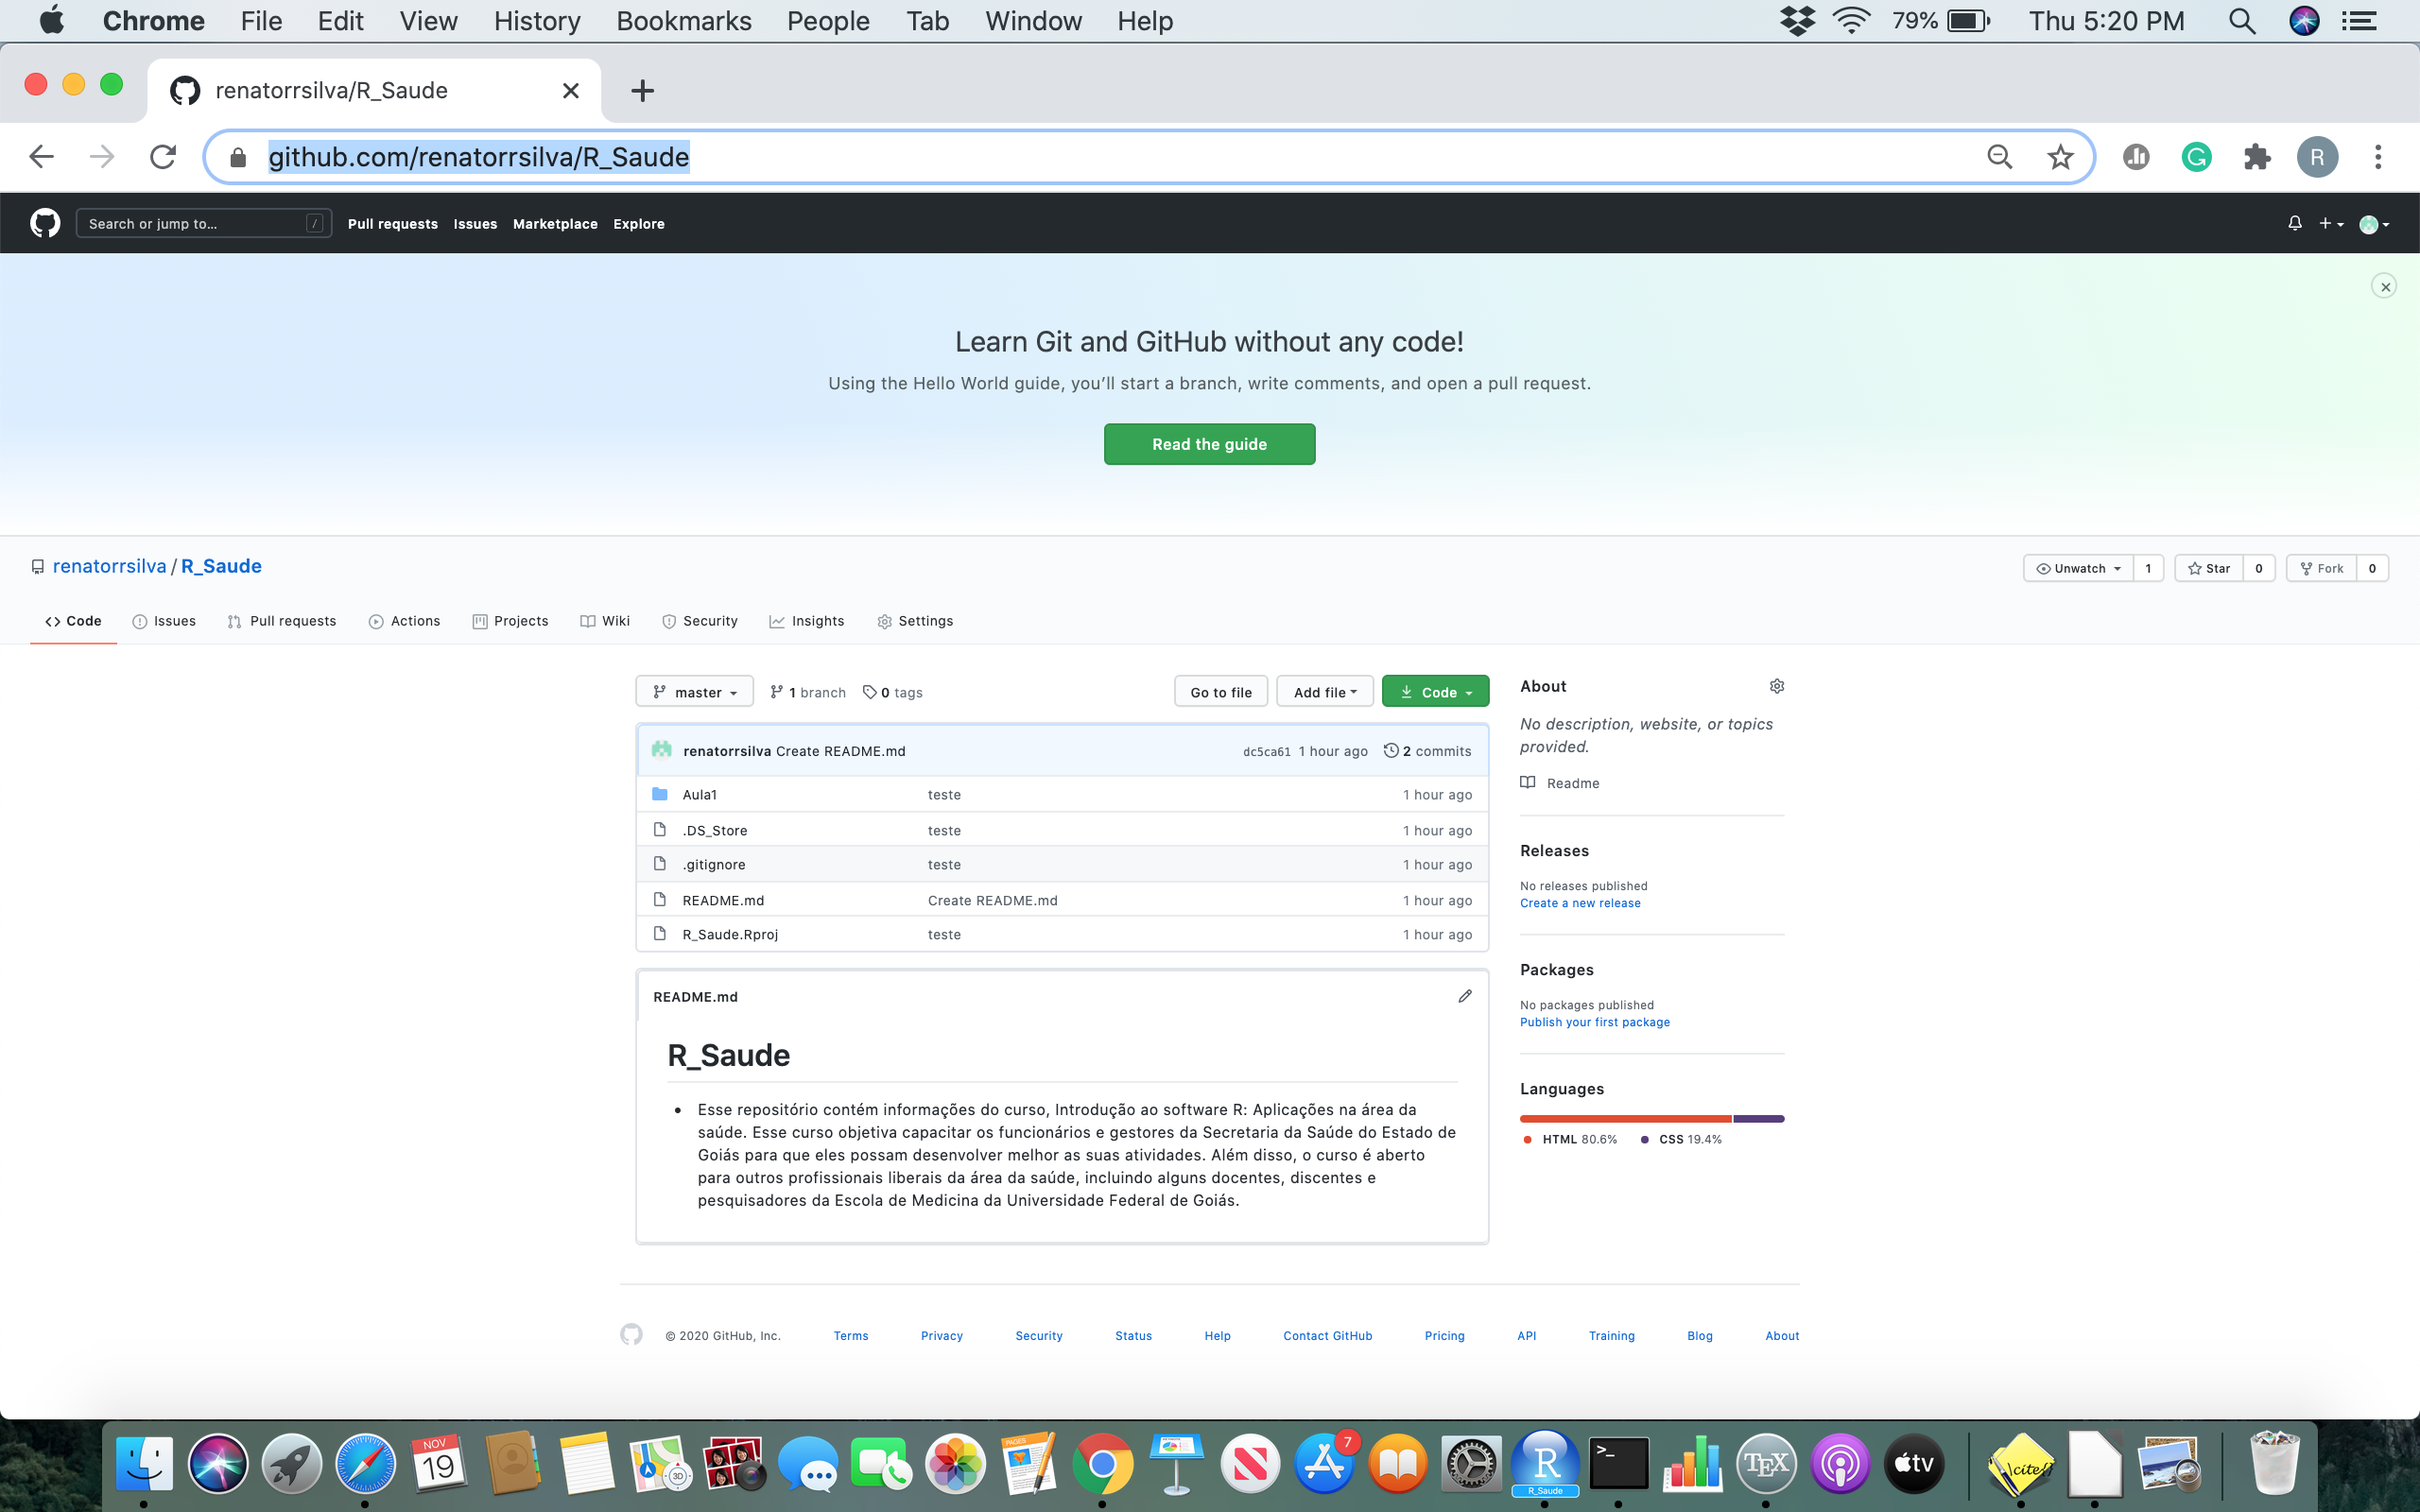 Chrome File Edit View History Bookmarks People Tab Window Help 79% Thu 5:20 PM
renatorrsilva/R_Saude
github.com/renatorrsilva/R_Saude R
Search or jump to... / Pull requests Issues Marketplace Explore
Learn Git and GitHub without any code!
Using the Hello World guide, you’ll start a branch, write comments, and open a pull request.
Read the guide
renatorrsilva / R_Saude Unwatch 1 Star 0 Fork 0
Code Issues Pull requests Actions Projects Wiki Security Insights Settings
master 1 branch 0 tags Go to file Add file Code
renatorrsilva Create README.md dc5ca61 1 hour ago 2 commits
Aula1 teste 1 hour ago
.DS_Store teste 1 hour ago
.gitignore teste 1 hour ago
README.md Create README.md 1 hour ago
R_Saude.Rproj teste 1 hour ago
README.md
R_Saude
Esse repositório contém informações do curso, Introdução ao software R: Aplicações na área da
saúde. Esse curso objetiva capacitar os funcionários e gestores da Secretaria da Saúde do Estado de
Goiás para que eles possam desenvolver melhor as suas atividades. Além disso, o curso é aberto
para outros profissionais liberais da área da saúde, incluindo alguns docentes, discentes e
pesquisadores da Escola de Medicina da Universidade Federal de Goiás.
About
No description, website, or topics
provided.
Readme
Releases
No releases published
Create a new release
Packages
No packages published
Publish your first package
Languages
HTML 80.6% CSS 19.4%
© 2020 GitHub, Inc. Terms Privacy Security Status Help Contact GitHub Pricing API Training Blog About
NOV
19
3D
PAGES
7
R
R_Saude
>_
TEX
tv
\cite{}